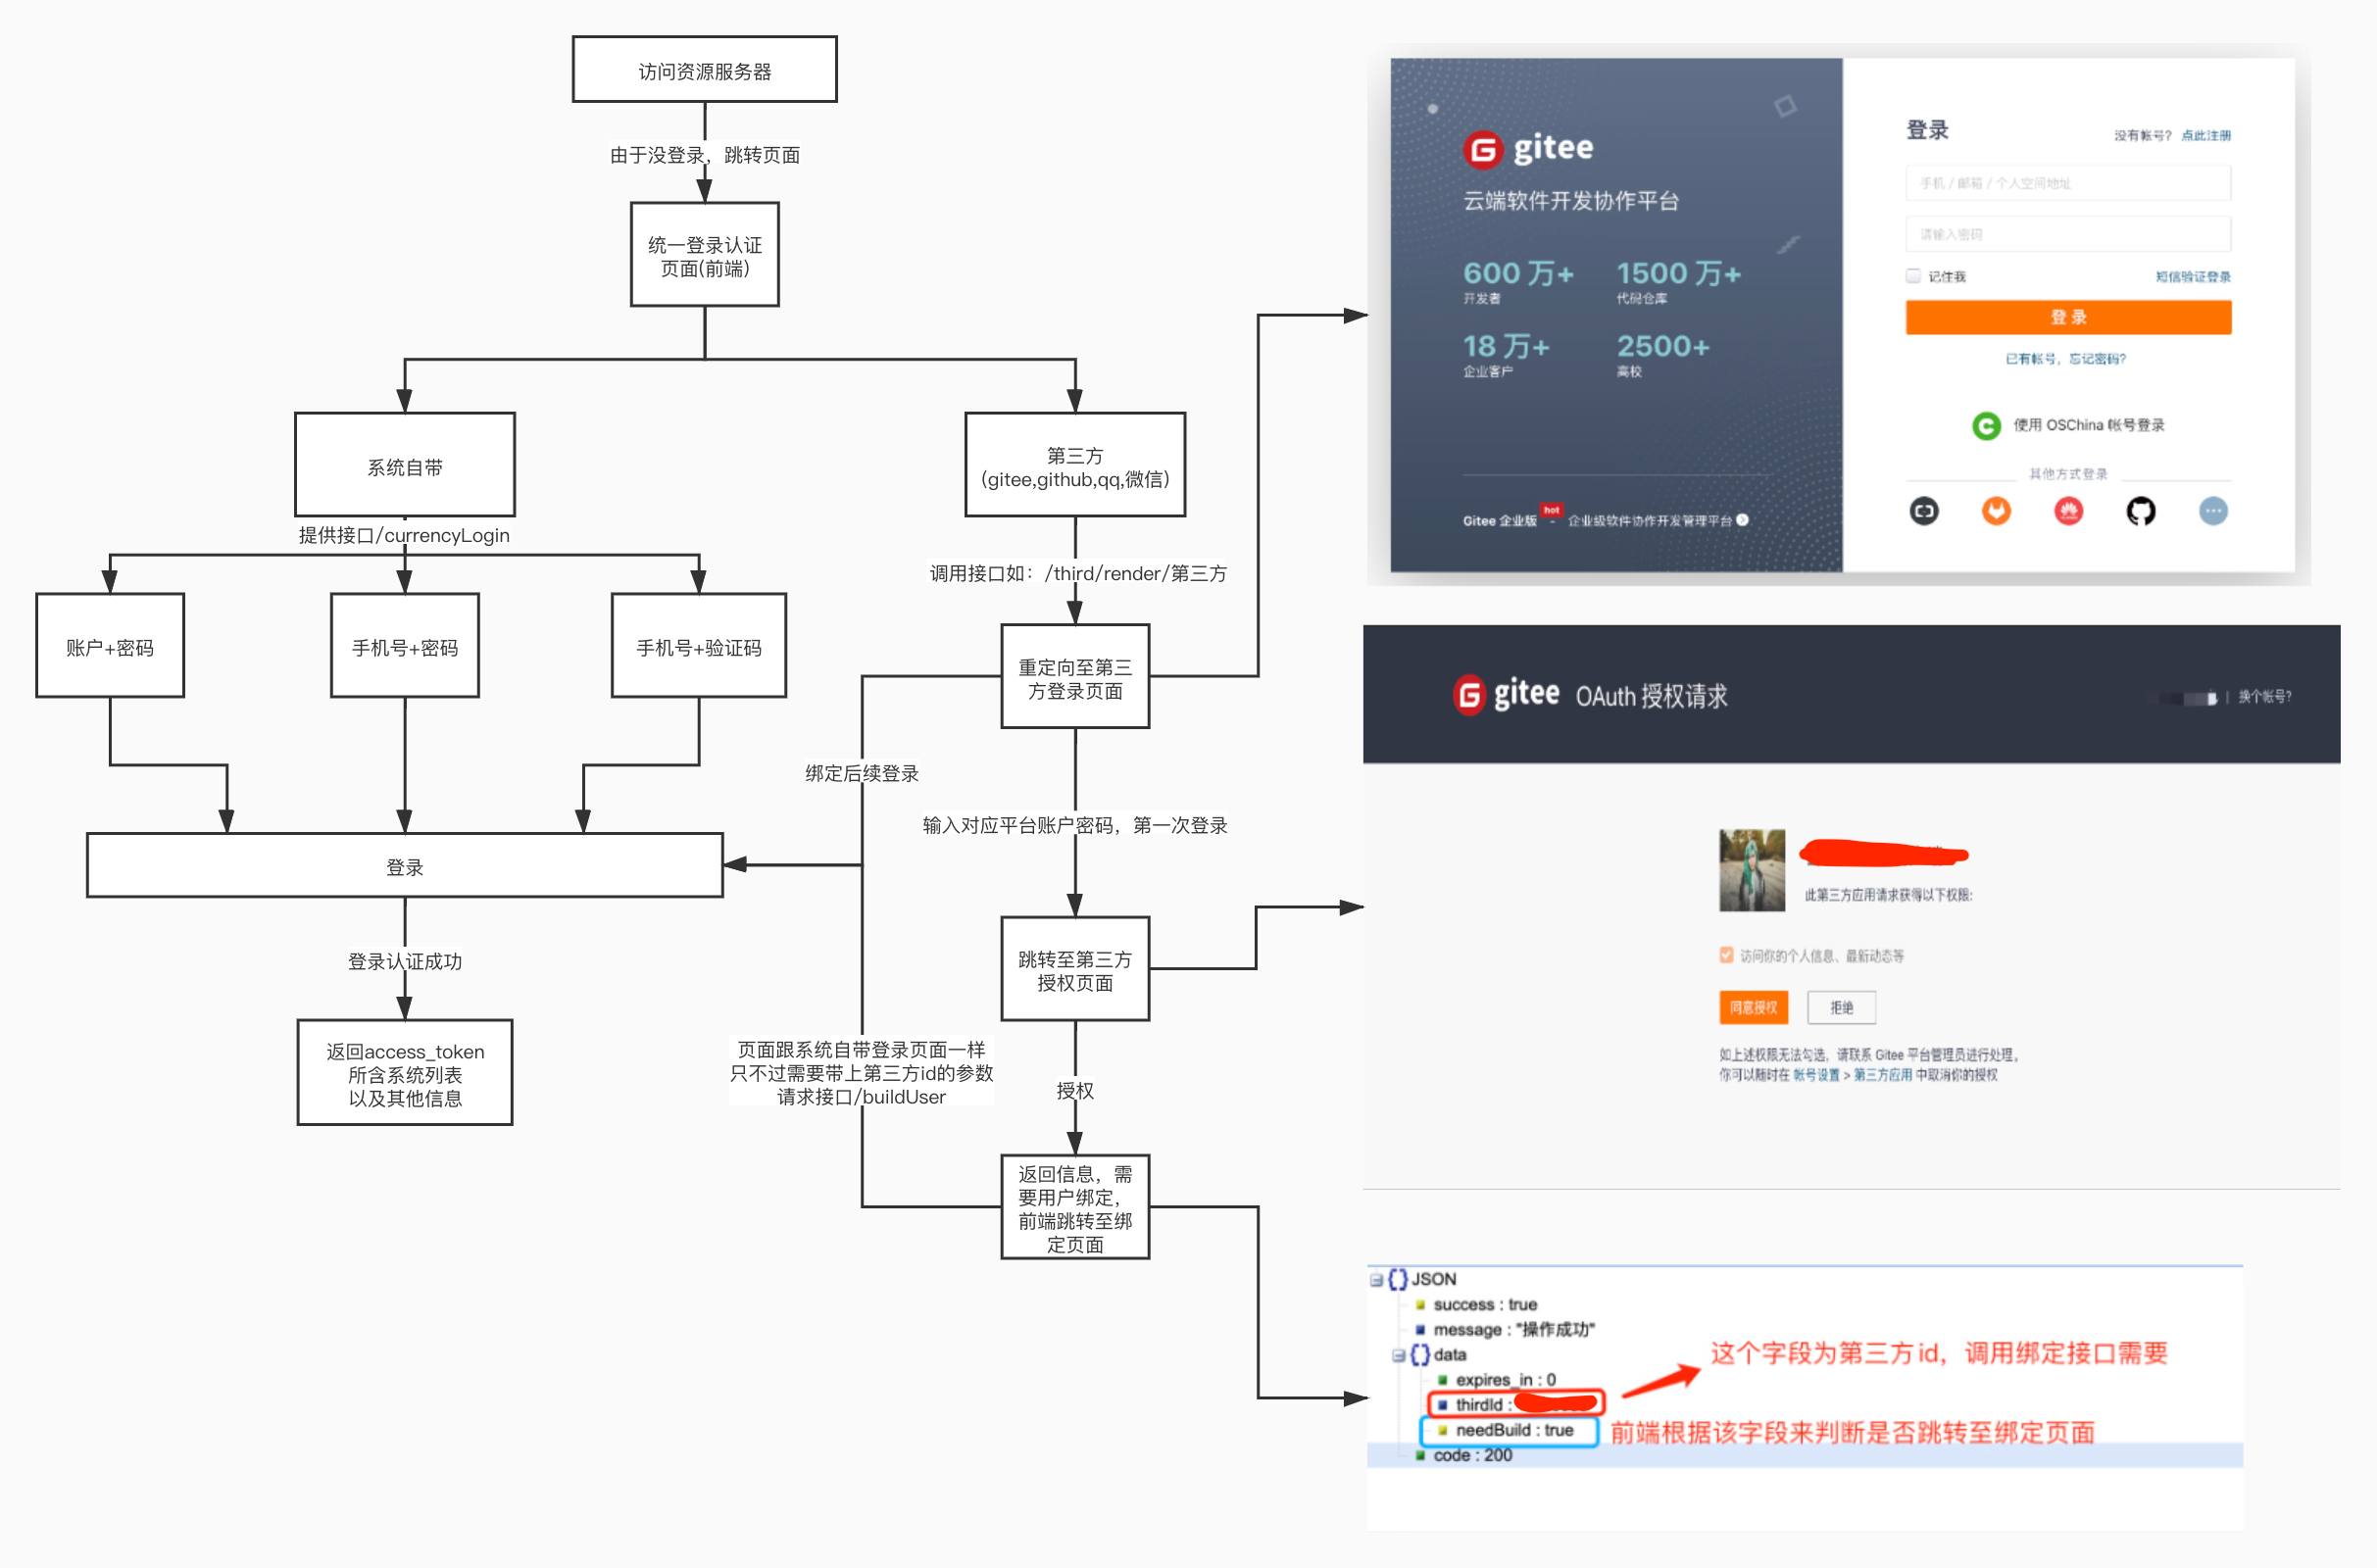 访问资源服务器
由于没登录，跳转页面
统一登录认证
页面(前端)
系统自带
第三方
(gitee,github,qq,微信)
提供接口/currencyLogin
调用接口如：/third/render/第三方
账户+密码
手机号+密码
手机号+验证码
重定向至第三
方登录页面
绑定后续登录
输入对应平台账户密码，第一次登录
登录
登录认证成功
跳转至第三方
授权页面
返回access_token
所含系统列表
以及其他信息
页面跟系统自带登录页面一样
只不过需要带上第三方id的参数
请求接口/buildUser
授权
返回信息，需
要用户绑定，
前端跳转至绑
定页面
gitee
云端软件开发协作平台
600 万+
1500 万+
开发者
代码仓库
18 万+
2500+
企业客户
高校
Gitee 企业版 hot - 企业级软件协作开发管理平台
登录
没有帐号？ 点此注册
手机 / 邮箱 / 个人空间地址
请输入密码
记住我
短信验证登录
登 录
已有帐号，忘记密码？
使用 OSChina 帐号登录
其他方式登录
gitee OAuth 授权请求
| 换个帐号？
此第三方应用请求获得以下权限:
访问你的个人信息、最新动态等
同意授权
拒绝
如上述权限无法勾选，请联系 Gitee 平台管理员进行处理。
你可以随时在 帐号设置 > 第三方应用 中取消你的授权
JSON
success : true
message : "操作成功"
data
expires_in : 0
thirdId :
needBuild : true
code : 200
这个字段为第三方id，调用绑定接口需要
前端根据该字段来判断是否跳转至绑定页面